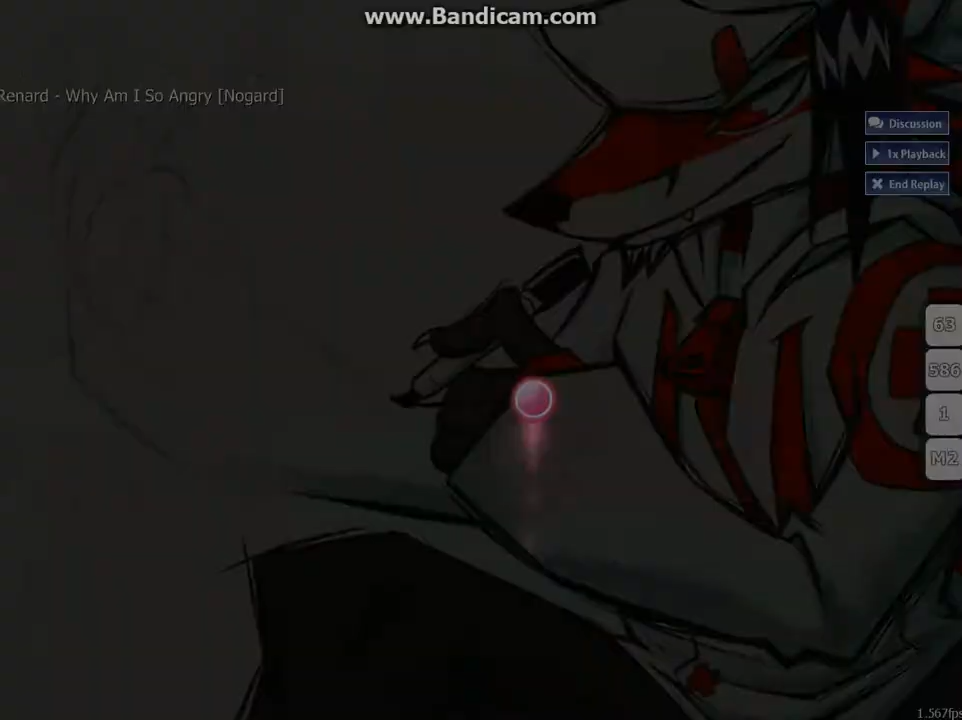 www.Bandicam.com
Renard - Why Am I So Angry [Nogard]
Discussion
1x Playback
End Replay
63
586
1
M2
1.567fps